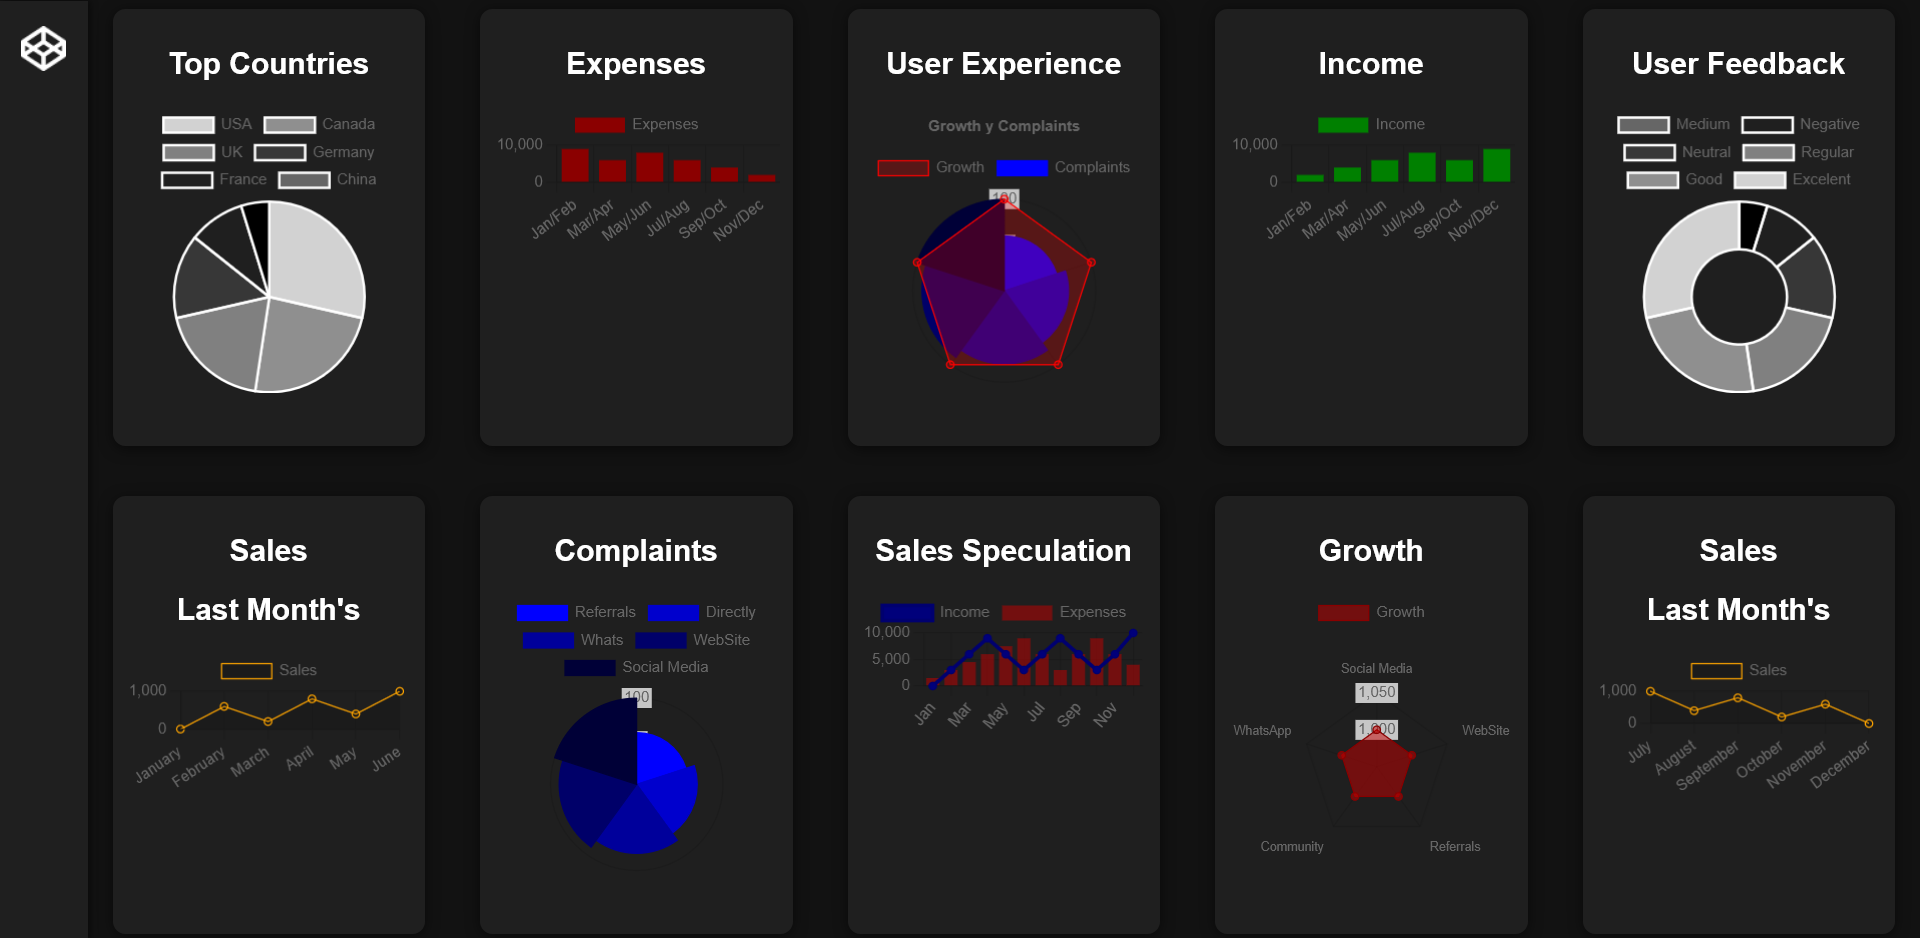 Top Countries
USA Canada
UK Germany
France China
Expenses
Expenses
10,000
0
Jan/Feb Mar/Apr May/Jun Jul/Aug Sep/Oct Nov/Dec
User Experience
Growth y Complaints
Growth Complaints
100
Income
Income
10,000
0
Jan/Feb Mar/Apr May/Jun Jul/Aug Sep/Oct Nov/Dec
User Feedback
Medium Negative
Neutral Regular
Good Excelent
Sales
Last Month's
Sales
1,000
0
January February March April May June
Complaints
Referrals Directly
Whats WebSite
Social Media
100
Sales Speculation
Income Expenses
10,000
5,000
0
Jan Mar May Jul Sep Nov
Growth
Growth
Social Media
1,050
WhatsApp 1,000 WebSite
Community Referrals
Sales
Last Month's
Sales
1,000
0
July August September October November December